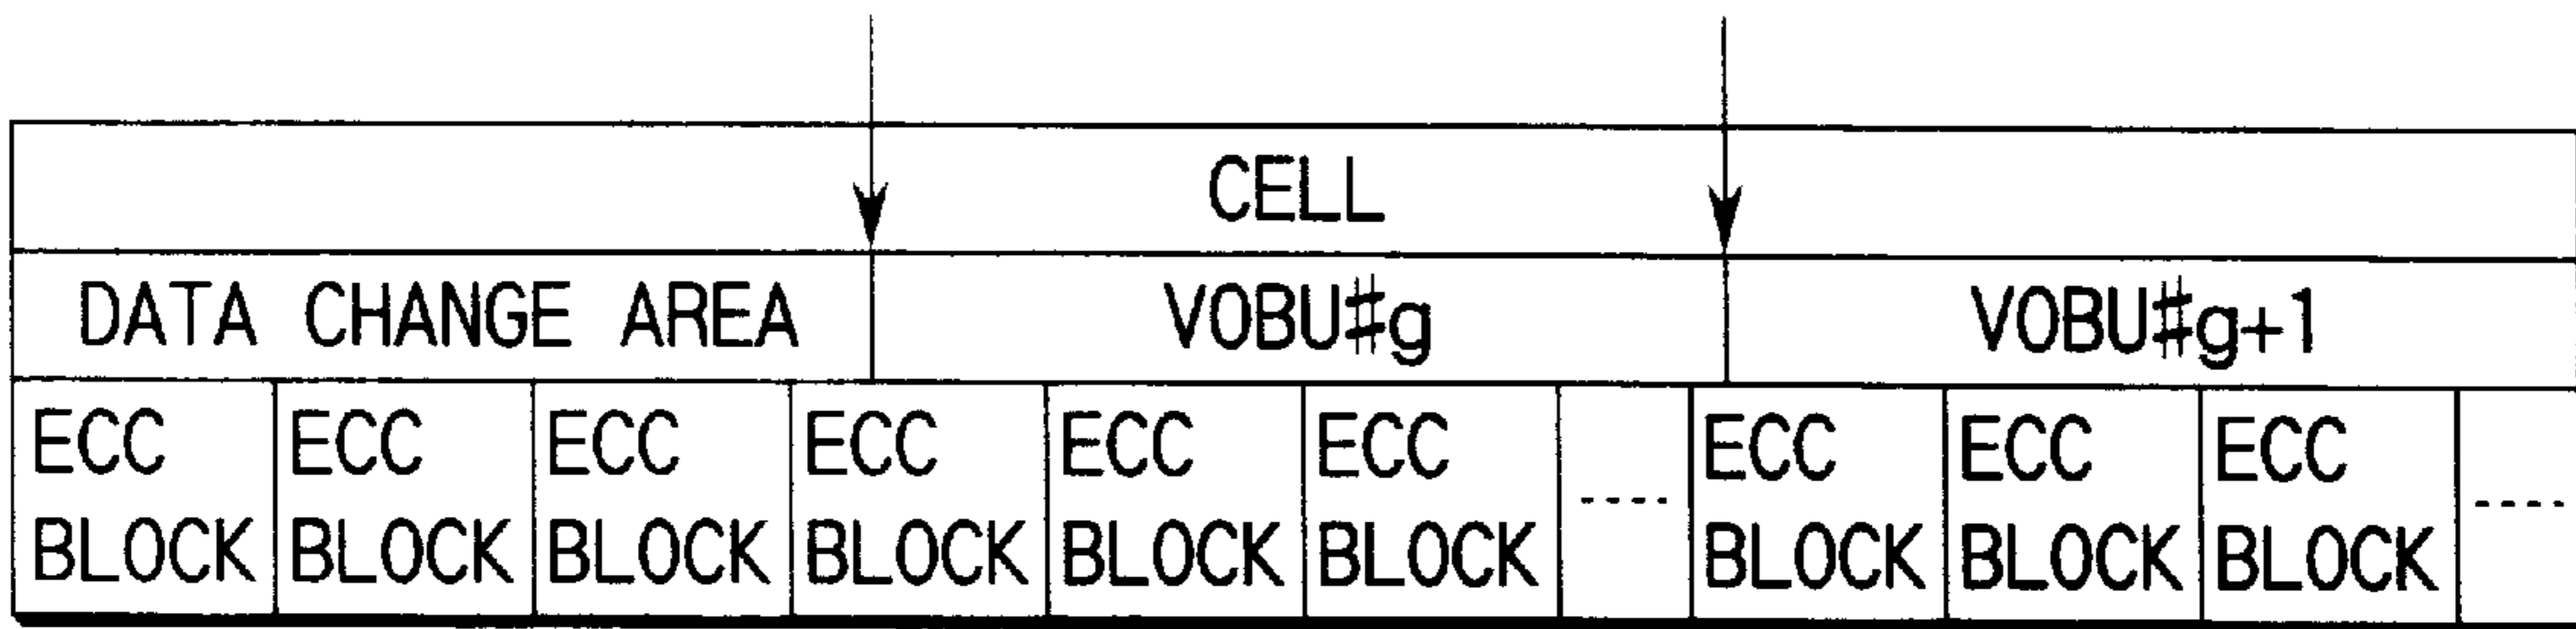 CELL
DATA CHANGE AREA VOBU#g VOBU#g+1
ECC ECC ECC ECC ECC ECC ECC ECC ECC
BLOCK BLOCK BLOCK BLOCK BLOCK BLOCK ---- BLOCK BLOCK BLOCK ----